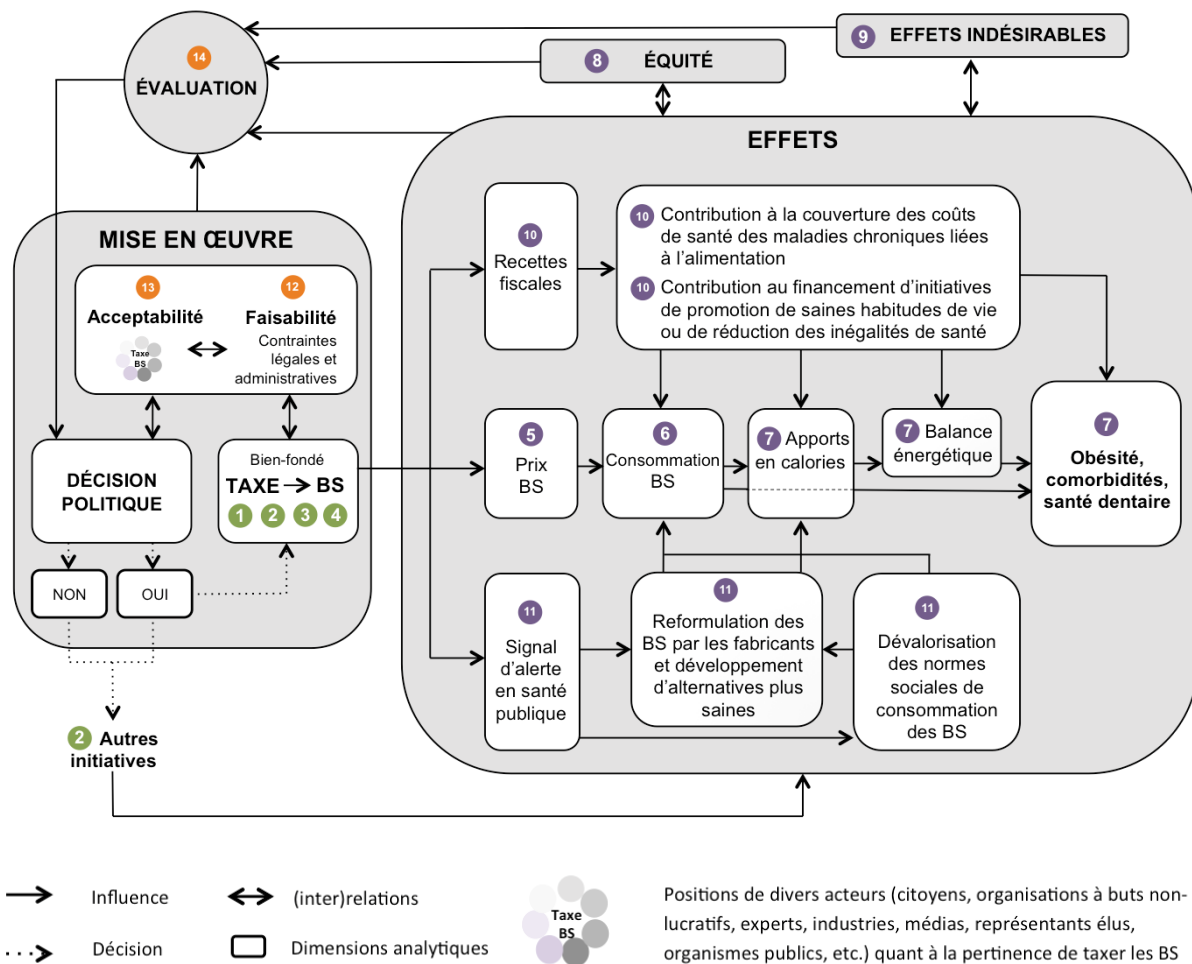 14
ÉVALUATION
8 ÉQUITÉ
9 EFFETS INDÉSIRABLES
MISE EN ŒUVRE
13
Acceptabilité
Taxe
BS
12
Faisabilité
Contraintes
légales et
administratives
DÉCISION
POLITIQUE
Bien-fondé
TAXE → BS
1 2 3 4
NON
OUI
2 Autres
initiatives
EFFETS
10
Recettes
fiscales
10 Contribution à la couverture des coûts
de santé des maladies chroniques liées
à l’alimentation
10 Contribution au financement d’initiatives
de promotion de saines habitudes de vie
ou de réduction des inégalités de santé
5
Prix
BS
6
Consommation
BS
7 Apports
en calories
7 Balance
énergétique
7
Obésité,
comorbidités,
santé dentaire
11
Signal
d’alerte
en santé
publique
11
Reformulation des
BS par les fabricants
et développement
d’alternatives plus
saines
11
Dévalorisation
des normes
sociales de
consommation
des BS
Influence
(inter)relations
Décision
Dimensions analytiques
Taxe
BS
Positions de divers acteurs (citoyens, organisations à buts non-
lucratifs, experts, industries, médias, représentants élus,
organismes publics, etc.) quant à la pertinence de taxer les BS